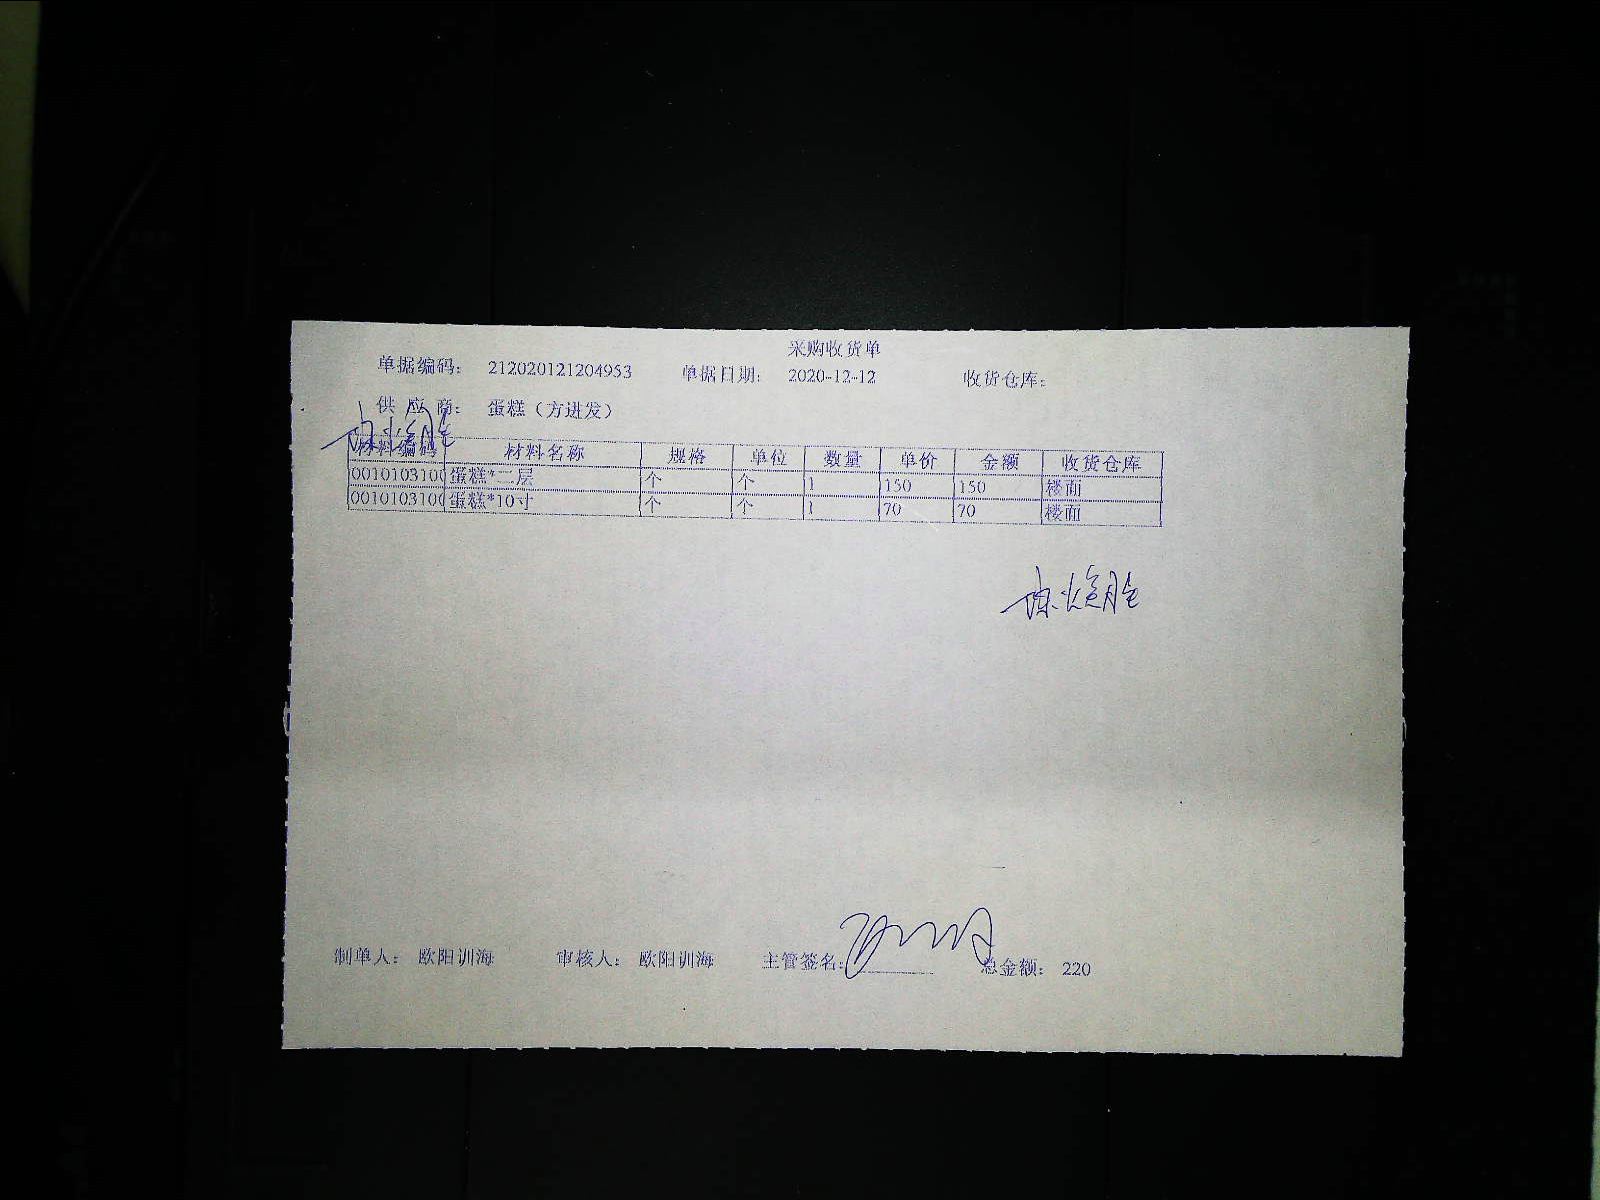 采购收货单
单据编码： 212020121204953 单据日期： 2020-12-12 收货仓库：
供 应 商： 蛋糕（方进发）
材料编码 材料名称 规格 单位 数量 单价 金额 收货仓库
0010103100 蛋糕*二层 个 个 1 150 150 楼面
0010103100 蛋糕*10寸 个 个 1 70 70 楼面
制单人： 欧阳训海 审核人： 欧阳训海 主管签名： 总金额： 220